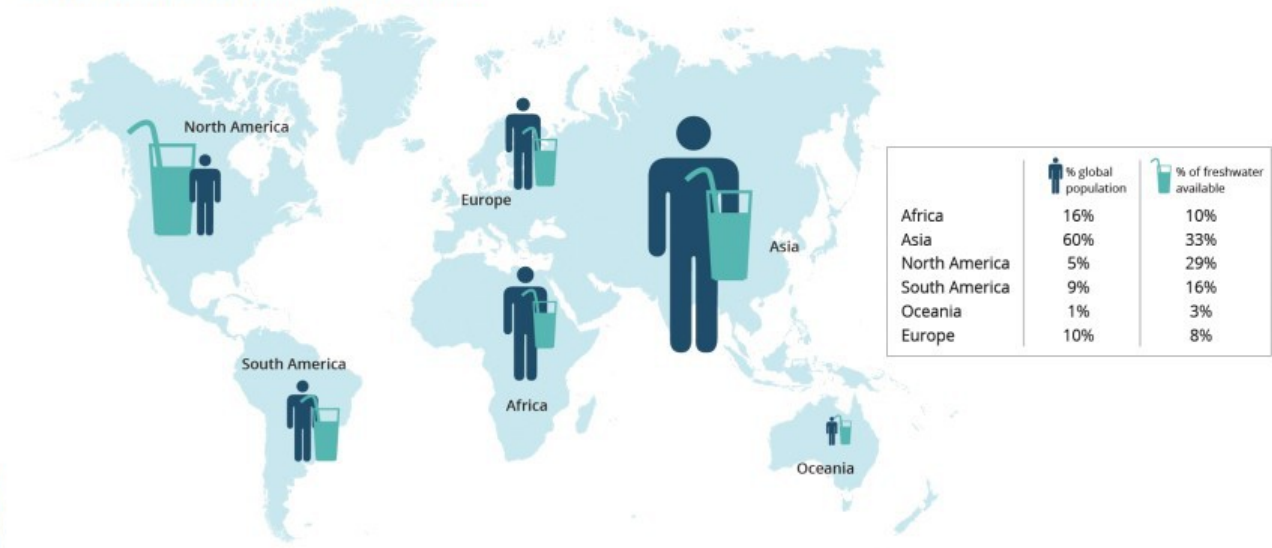 North America
Europe
Asia
South America
Africa
Oceania
% global population
% of freshwater available
Africa 16% 10%
Asia 60% 33%
North America 5% 29%
South America 9% 16%
Oceania 1% 3%
Europe 10% 8%